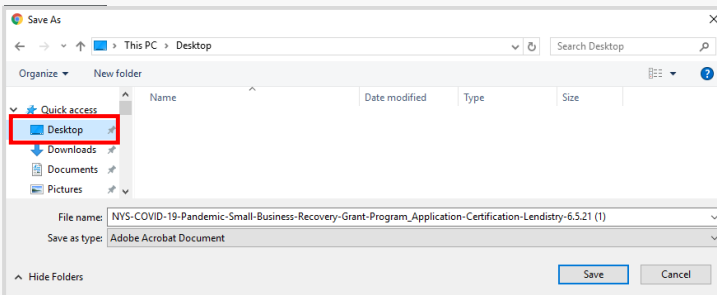 Save As
This PC > Desktop
Search Desktop
Organize
New folder
Name
Date modified
Type
Size
Quick access
Desktop
Downloads
Documents
Pictures
File name: NYS-COVID-19-Pandemic-Small-Business-Recovery-Grant-Program_Application-Certification-Lendistry-6.5.21 (1)
Save as type: Adobe Acrobat Document
Hide Folders
Save
Cancel